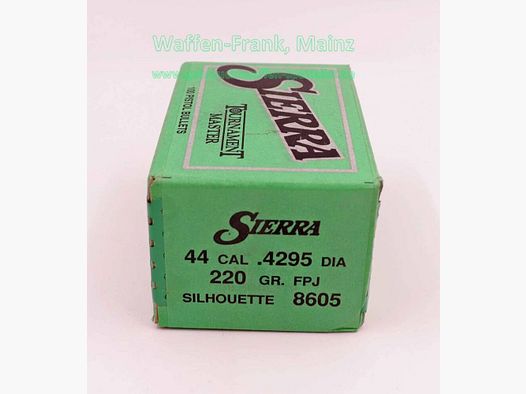 Waffen-Frank, Mainz
SIERRA
TOURNAMENT
MASTER
100 PISTOL BULLETS
SIERRA
44 CAL .4295 DIA
220 GR. FPJ
SILHOUETTE 8605